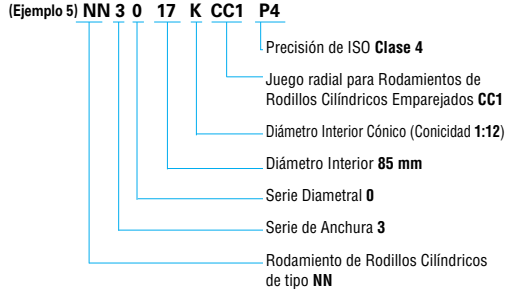 (Ejemplo 5) NN 3 0 17 K CC1 P4
Precisión de ISO Clase 4
Juego radial para Rodamientos de
Rodillos Cilíndricos Emparejados CC1
Diámetro Interior Cónico (Conicidad 1:12)
Diámetro Interior 85 mm
Serie Diametral 0
Serie de Anchura 3
Rodamiento de Rodillos Cilíndricos
de tipo NN